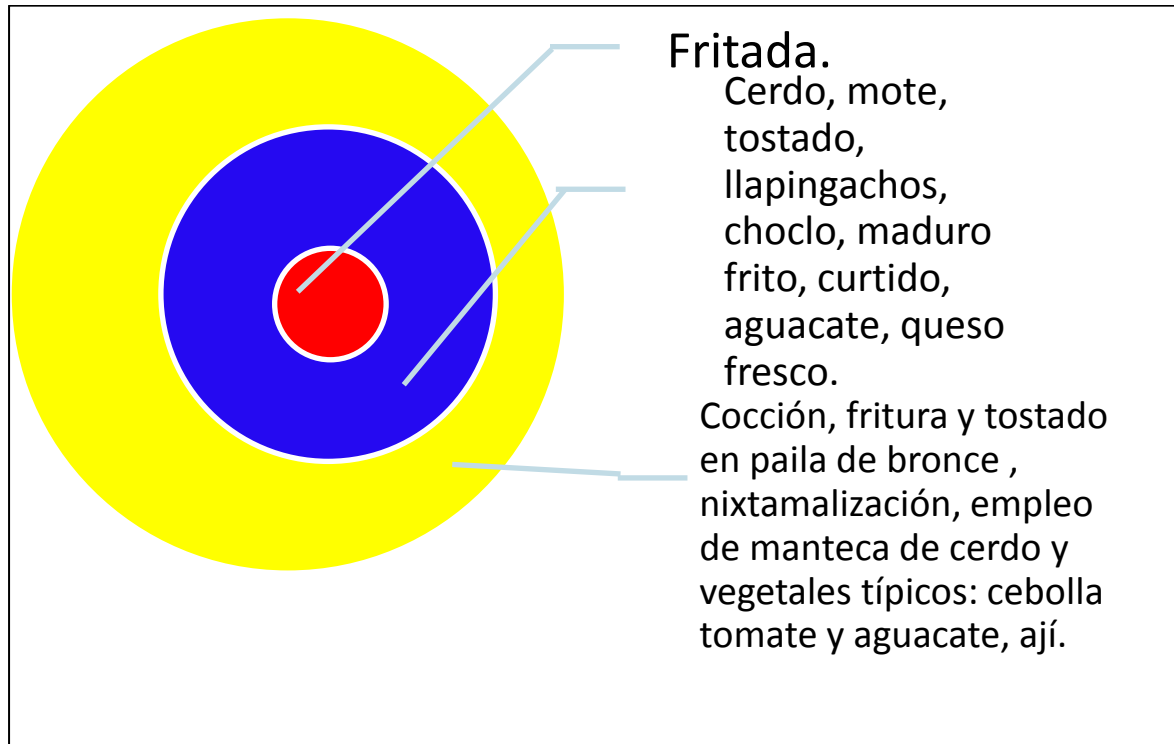 Fritada.
Cerdo, mote,
tostado,
llapingachos,
choclo, maduro
frito, curtido,
aguacate, queso
fresco.
Cocción, fritura y tostado
en paila de bronce ,
nixtamalización, empleo
de manteca de cerdo y
vegetales típicos: cebolla
tomate y aguacate, ají.